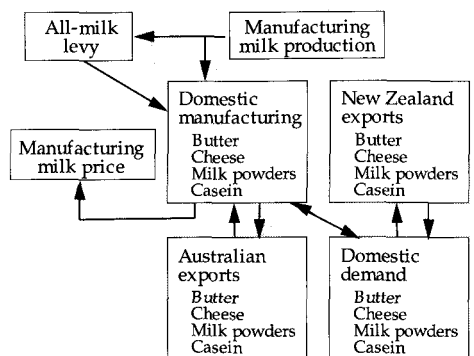 All-milk
levy
Manufacturing
milk production
Domestic
manufacturing
Butter
Cheese
Milk powders
Casein
New Zealand
exports
Butter
Cheese
Milk powders
Casein
Manufacturing
milk price
Australian
exports
Butter
Cheese
Milk powders
Casein
Domestic
demand
Butter
Cheese
Milk powders
Casein